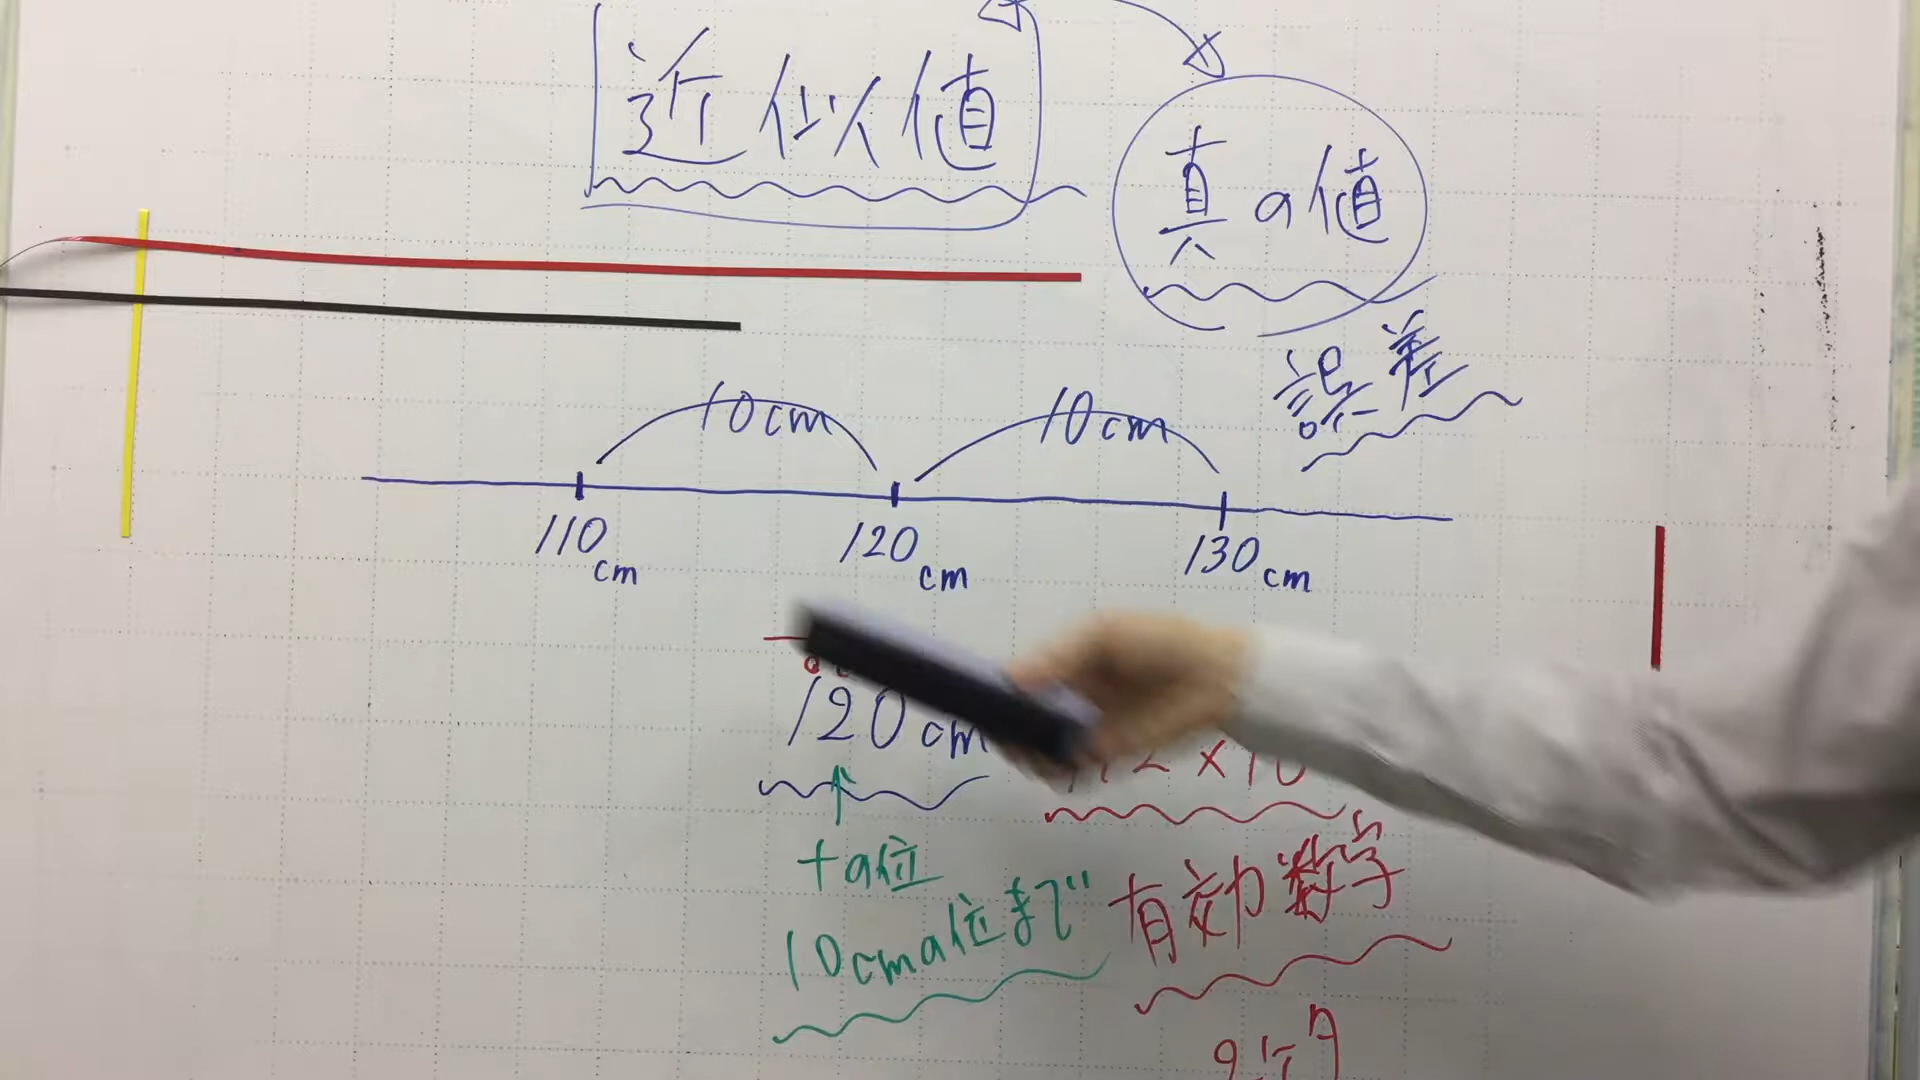 近似値
真の値
誤差
10cm 10cm
110cm 120cm 130cm
120cm
十の位
10cmの位まで
有効数字